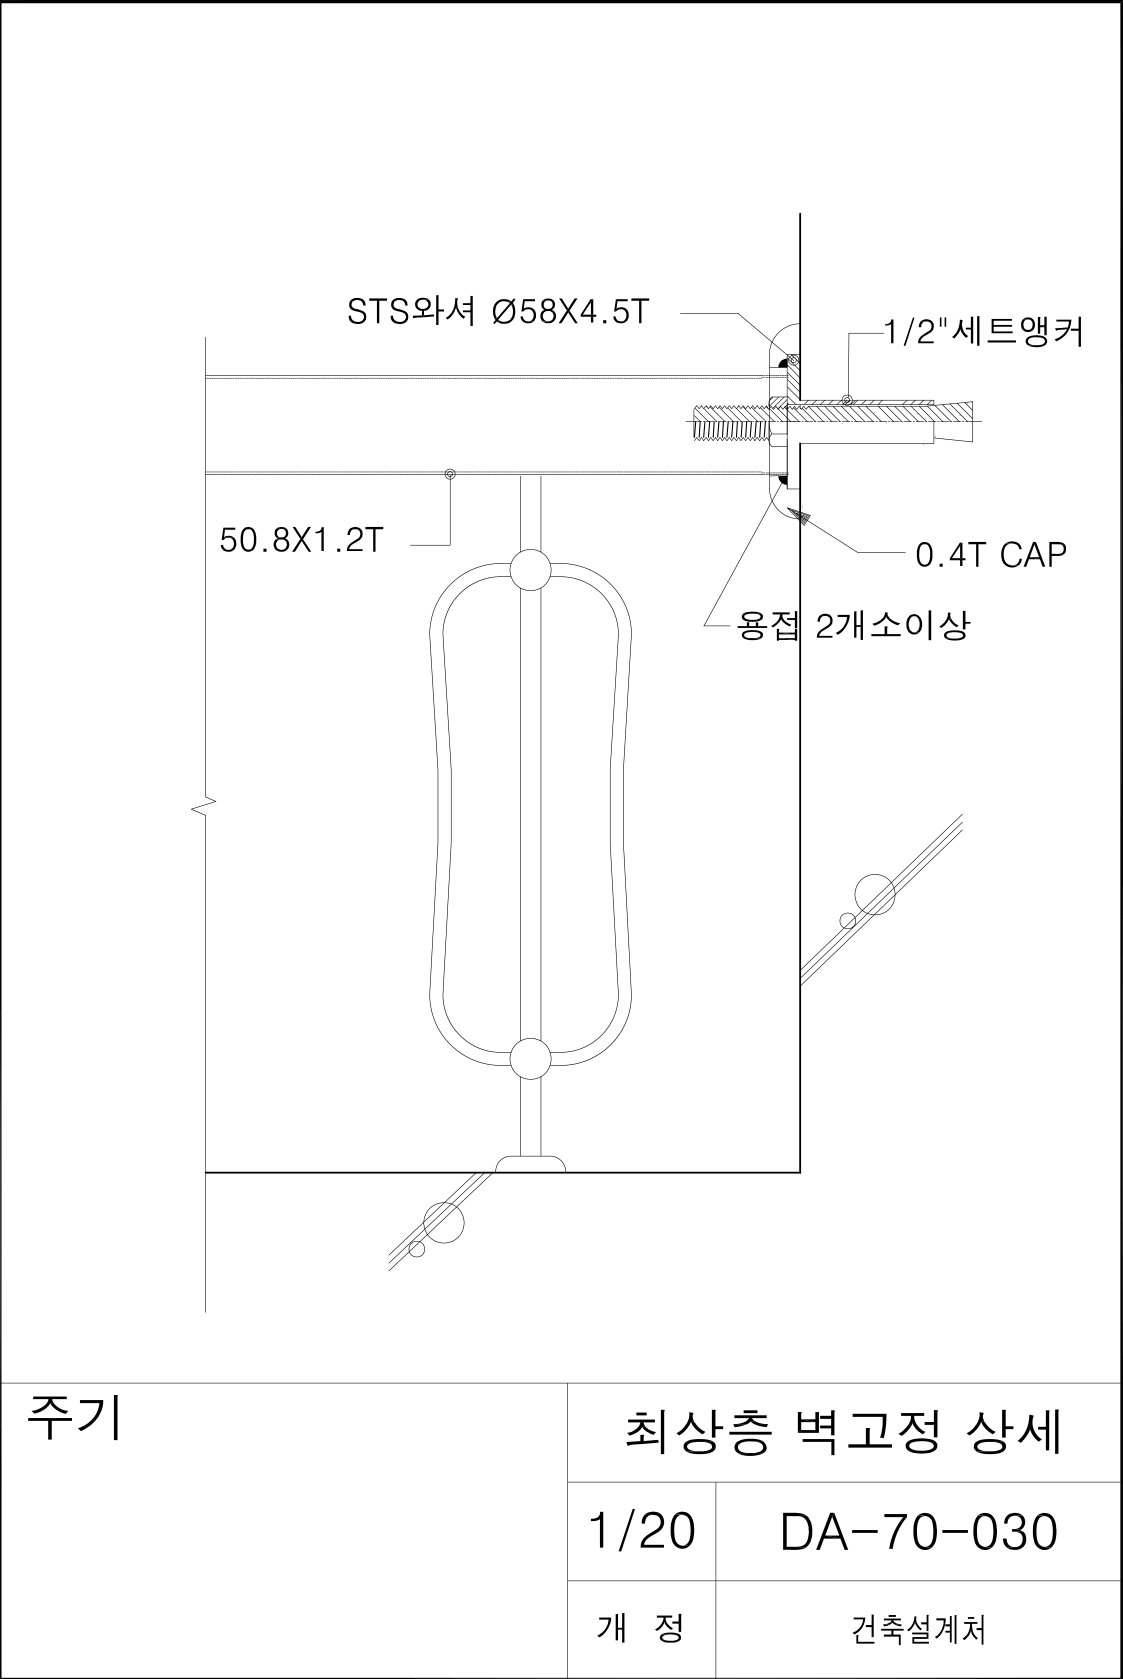 STS와셔 Ø58X4.5T
1/2"세트앵커
50.8X1.2T
0.4T CAP
용접 2개소이상
주기
최상층 벽고정 상세
1/20
DA-70-030
개 정
건축설계처